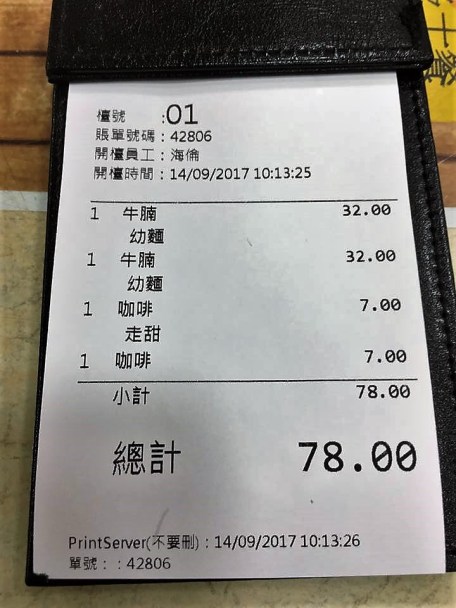 檯號 :01
賬單號碼：42806
開檯員工：海倫
開檯時間：14/09/2017 10:13:25
1 牛腩 32.00
幼麵
1 牛腩 32.00
幼麵
1 咖啡 7.00
走甜
1 咖啡 7.00
小計 78.00
總計 78.00
PrintServer(不要刪)：14/09/2017 10:13:26
單號：：42806
十餐